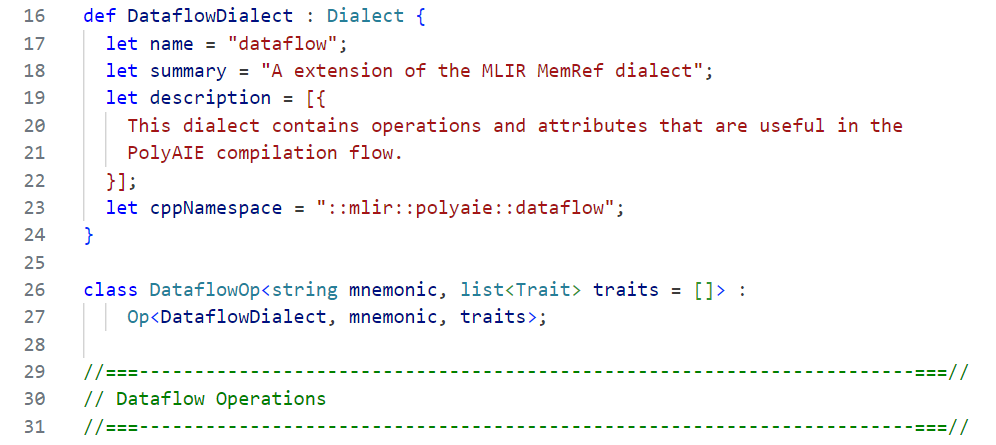 16 def DataflowDialect : Dialect {
17   let name = "dataflow";
18   let summary = "A extension of the MLIR MemRef dialect";
19   let description = [{
20     This dialect contains operations and attributes that are useful in the
21     PolyAIE compilation flow.
22   }];
23   let cppNamespace = "::mlir::polyaie::dataflow";
24 }
25
26 class DataflowOp<string mnemonic, list<Trait> traits = []> :
27     Op<DataflowDialect, mnemonic, traits>;
28
29 //===----------------------------------------------------------------------===//
30 // Dataflow Operations
31 //===----------------------------------------------------------------------===//